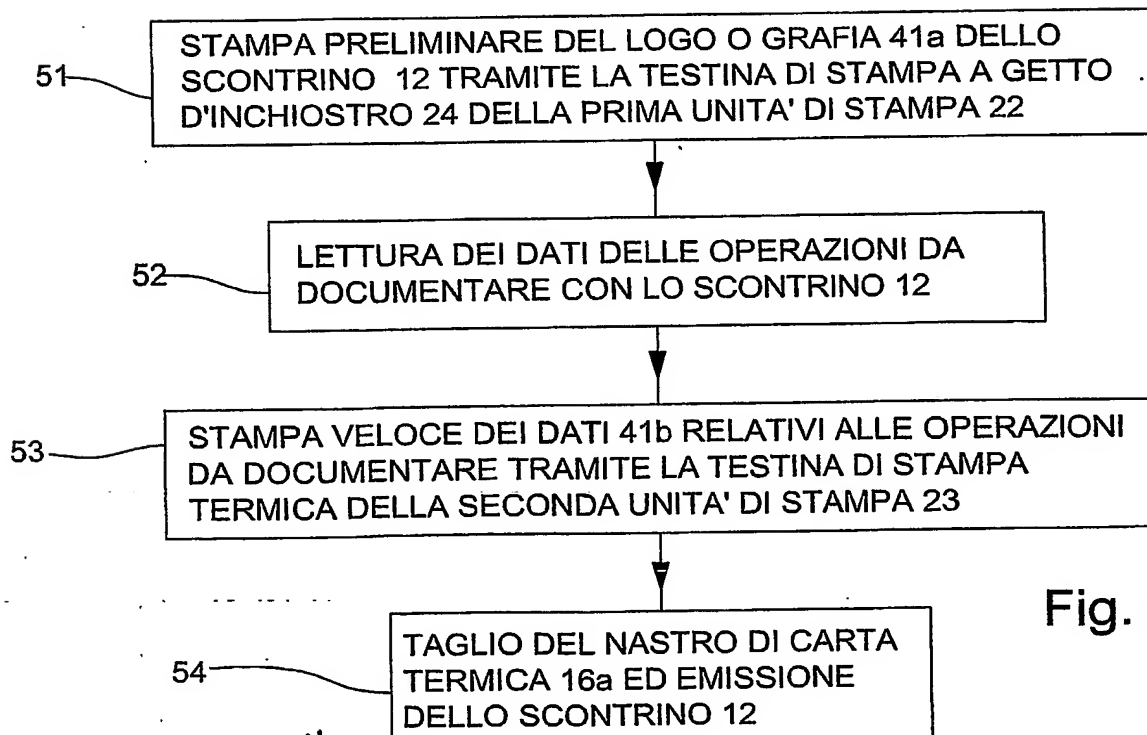 STAMPA PRELIMINARE DEL LOGO O GRAFIA 41a DELLO
51
SCONTRINO 12 TRAMITE LA TESTINA DI STAMPA A GETTO
D'INCHIOSTRO 24 DELLA PRIMA UNITA' DI STAMPA 22
LETTURA DEI DATI DELLE OPERAZIONI DA
52
DOCUMENTARE CON LO SCONTRINO 12
STAMPA VELOCE DEI DATI 41b RELATIVI ALLE OPERAZIONI
53
DA DOCUMENTARE TRAMITE LA TESTINA DI STAMPA
TERMICA DELLA SECONDA UNITA' DI STAMPA 23
Fig.
TAGLIO DEL NASTRO DI CARTA
54
TERMICA 16a ED EMISSIONE
DELLO SCONTRINO 12